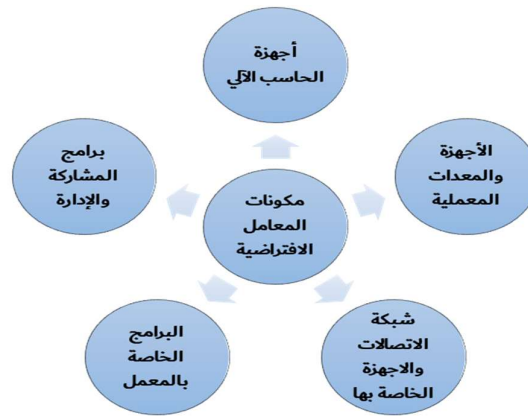 أجهزة
الحاسب الآلي
الأجهزة
والمعدات
المعملية
شبكة
الاتصالات
والاجهزة
الخاصة بها
البرامج
الخاصة
بالمعمل
برامج
المشاركة
والإدارة
مكونات
المعامل
الافتراضية